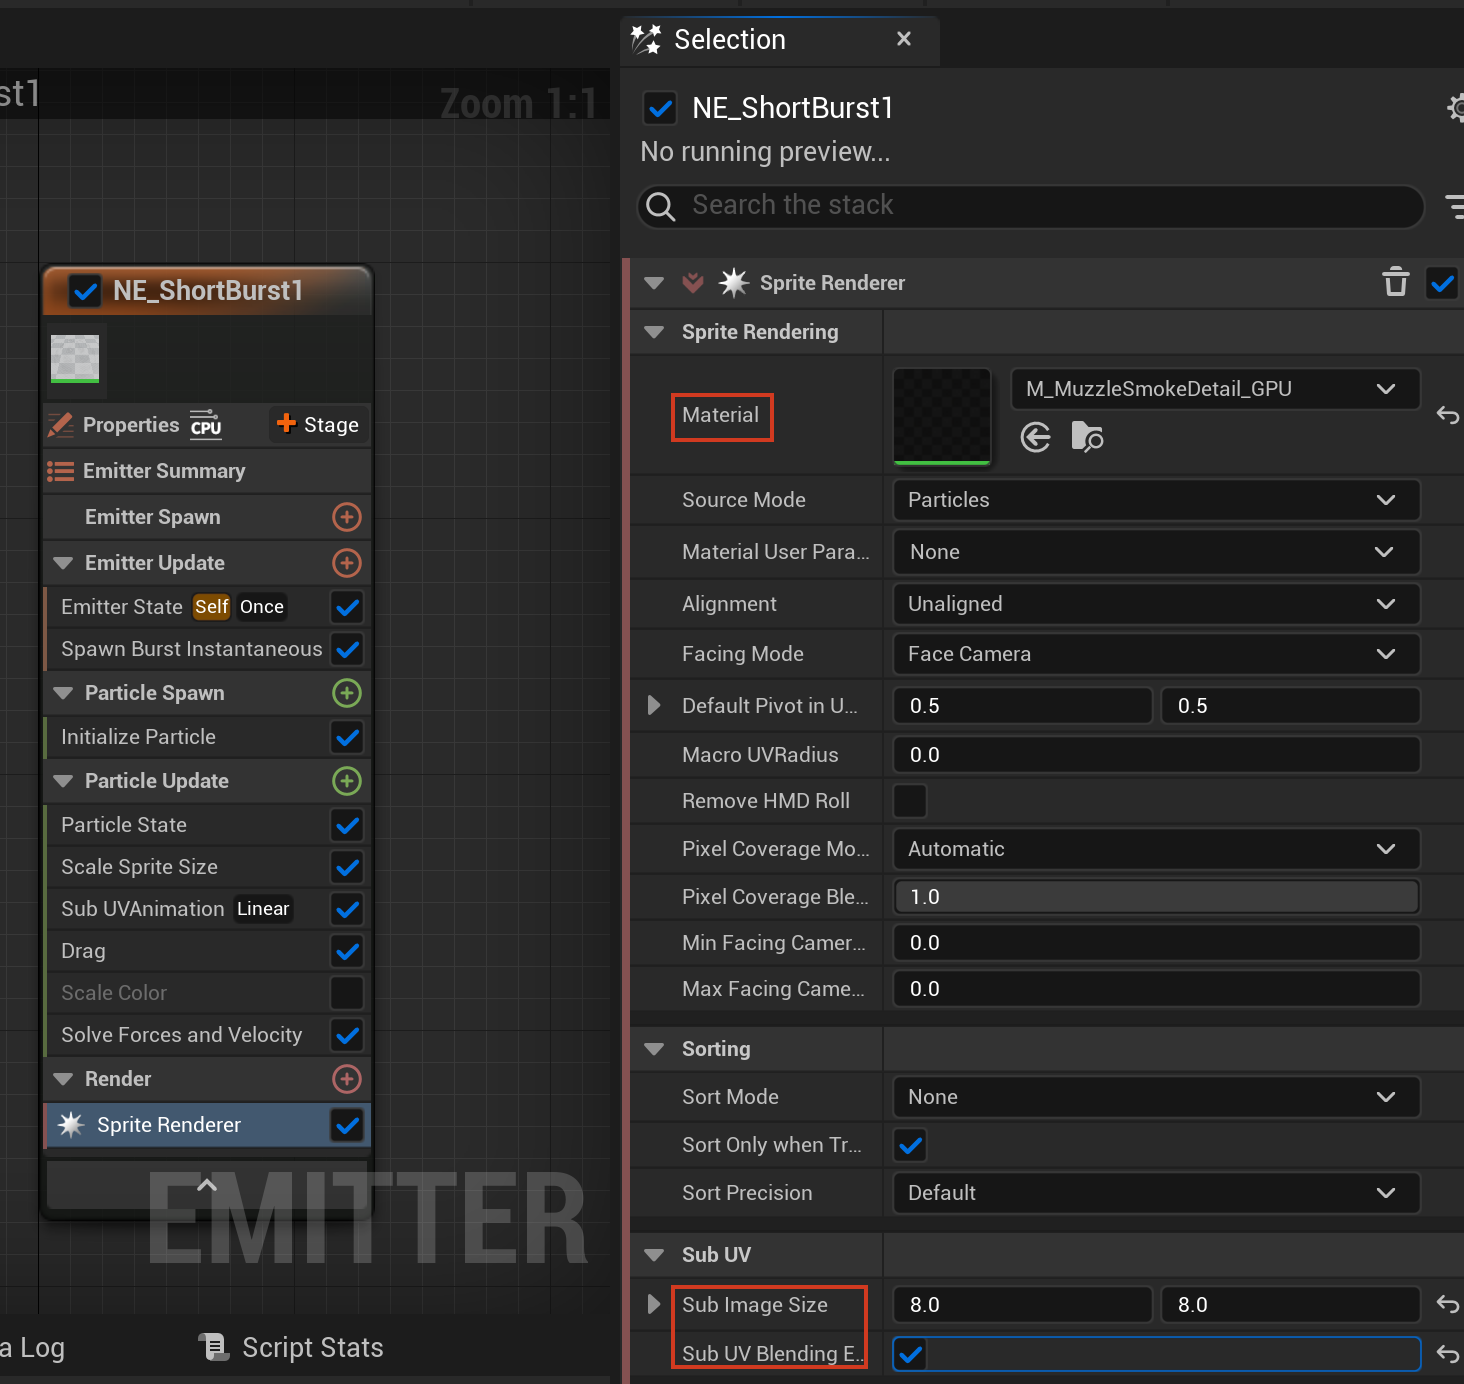 st1
Zoom 1:1
NE_ShortBurst1
Properties CPU Stage
Emitter Summary
Emitter Spawn
Emitter Update
Emitter State Self Once
Spawn Burst Instantaneous
Particle Spawn
Initialize Particle
Particle Update
Particle State
Scale Sprite Size
Sub UVAnimation Linear
Drag
Scale Color
Solve Forces and Velocity
Render
Sprite Renderer
EMITTER
a Log
Script Stats
Selection
NE_ShortBurst1
No running preview...
Search the stack
Sprite Renderer
Sprite Rendering
Material M_MuzzleSmokeDetail_GPU
Source Mode Particles
Material User Para... None
Alignment Unaligned
Facing Mode Face Camera
Default Pivot in U... 0.5 0.5
Macro UVRadius 0.0
Remove HMD Roll
Pixel Coverage Mo... Automatic
Pixel Coverage Ble... 1.0
Min Facing Camer... 0.0
Max Facing Came... 0.0
Sorting
Sort Mode None
Sort Only when Tr...
Sort Precision Default
Sub UV
Sub Image Size 8.0 8.0
Sub UV Blending E..